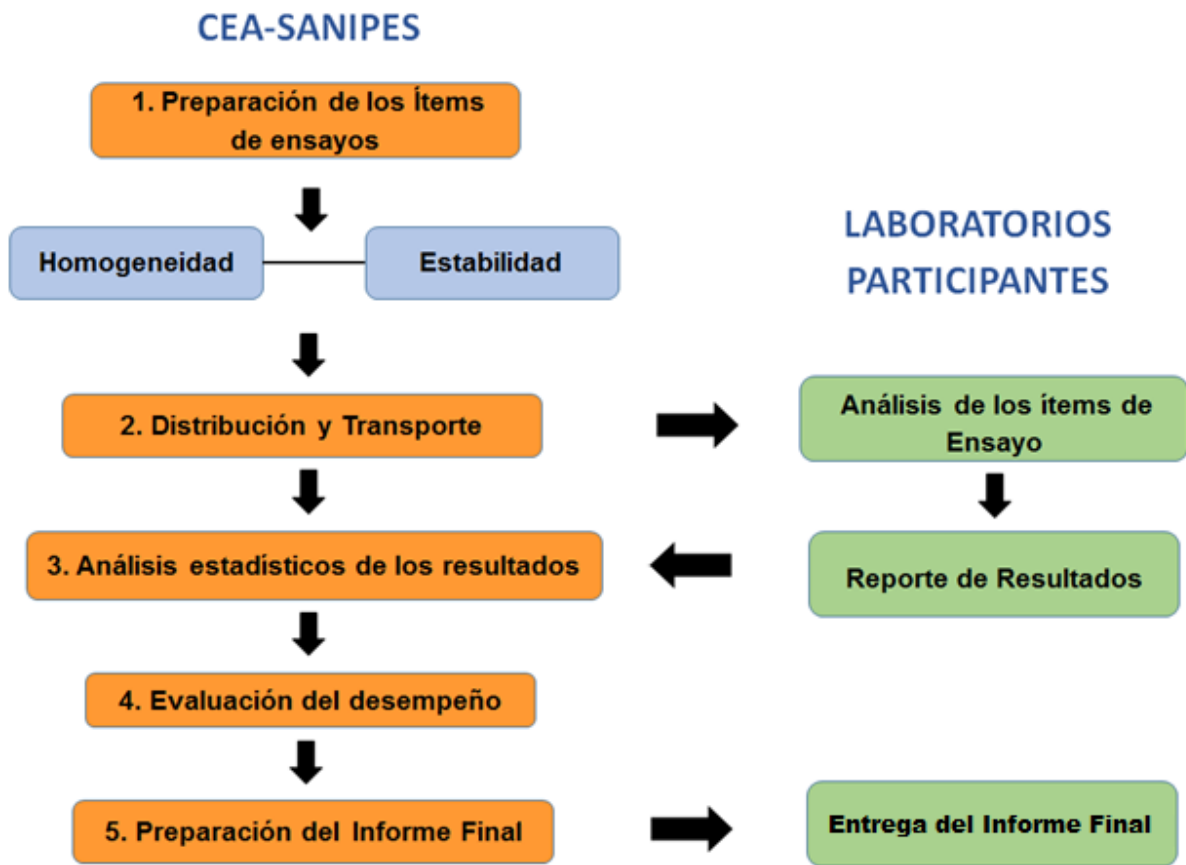 CEA-SANIPES
1. Preparación de los Ítems
de ensayos
Homogeneidad
Estabilidad
LABORATORIOS
PARTICIPANTES
2. Distribución y Transporte
Análisis de los ítems de
Ensayo
3. Análisis estadísticos de los resultados
Reporte de Resultados
4. Evaluación del desempeño
5. Preparación del Informe Final
Entrega del Informe Final